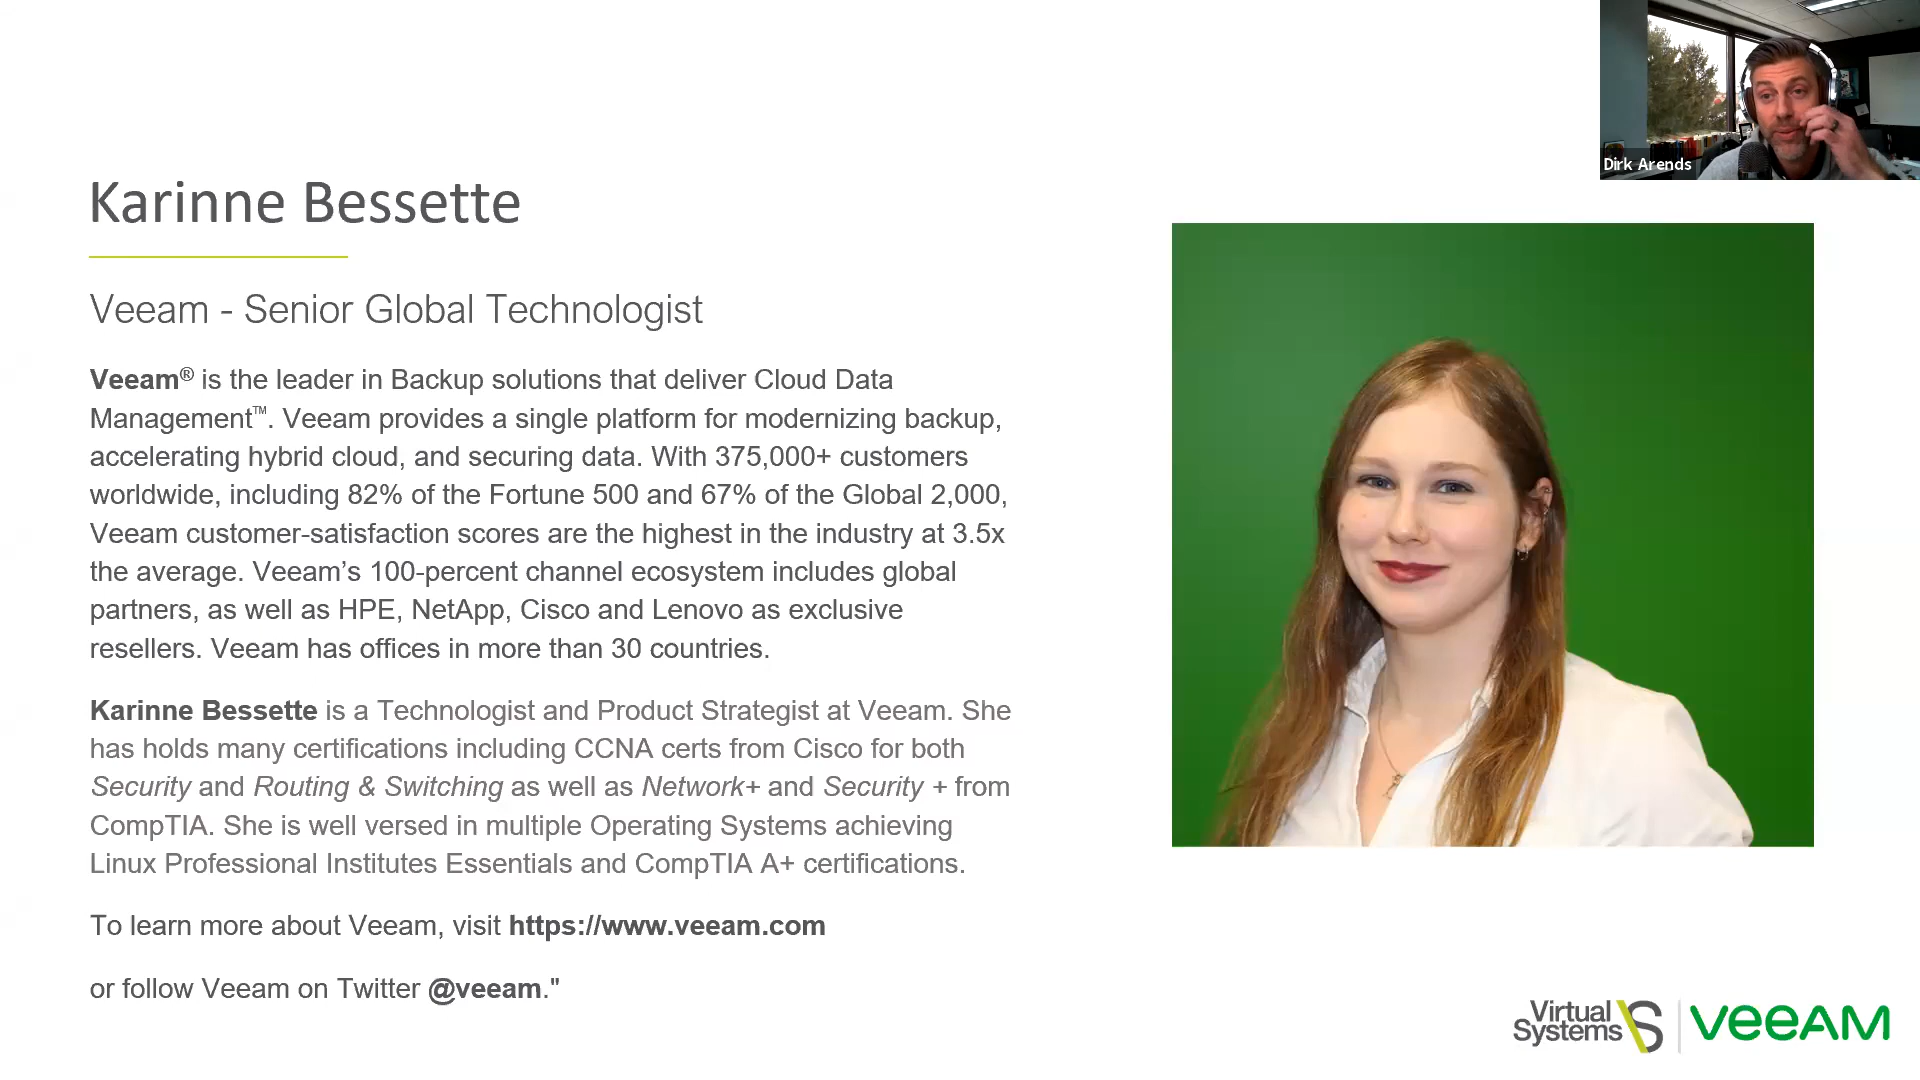 Dirk Arends
Karinne Bessette
Veeam - Senior Global Technologist
Veeam® is the leader in Backup solutions that deliver Cloud Data
Management™. Veeam provides a single platform for modernizing backup,
accelerating hybrid cloud, and securing data. With 375,000+ customers
worldwide, including 82% of the Fortune 500 and 67% of the Global 2,000,
Veeam customer-satisfaction scores are the highest in the industry at 3.5x
the average. Veeam’s 100-percent channel ecosystem includes global
partners, as well as HPE, NetApp, Cisco and Lenovo as exclusive
resellers. Veeam has offices in more than 30 countries.
Karinne Bessette is a Technologist and Product Strategist at Veeam. She
has holds many certifications including CCNA certs from Cisco for both
Security and Routing & Switching as well as Network+ and Security + from
CompTIA. She is well versed in multiple Operating Systems achieving
Linux Professional Institutes Essentials and CompTIA A+ certifications.
To learn more about Veeam, visit https://www.veeam.com
or follow Veeam on Twitter @veeam."
Virtual
Systems VS
veeAM